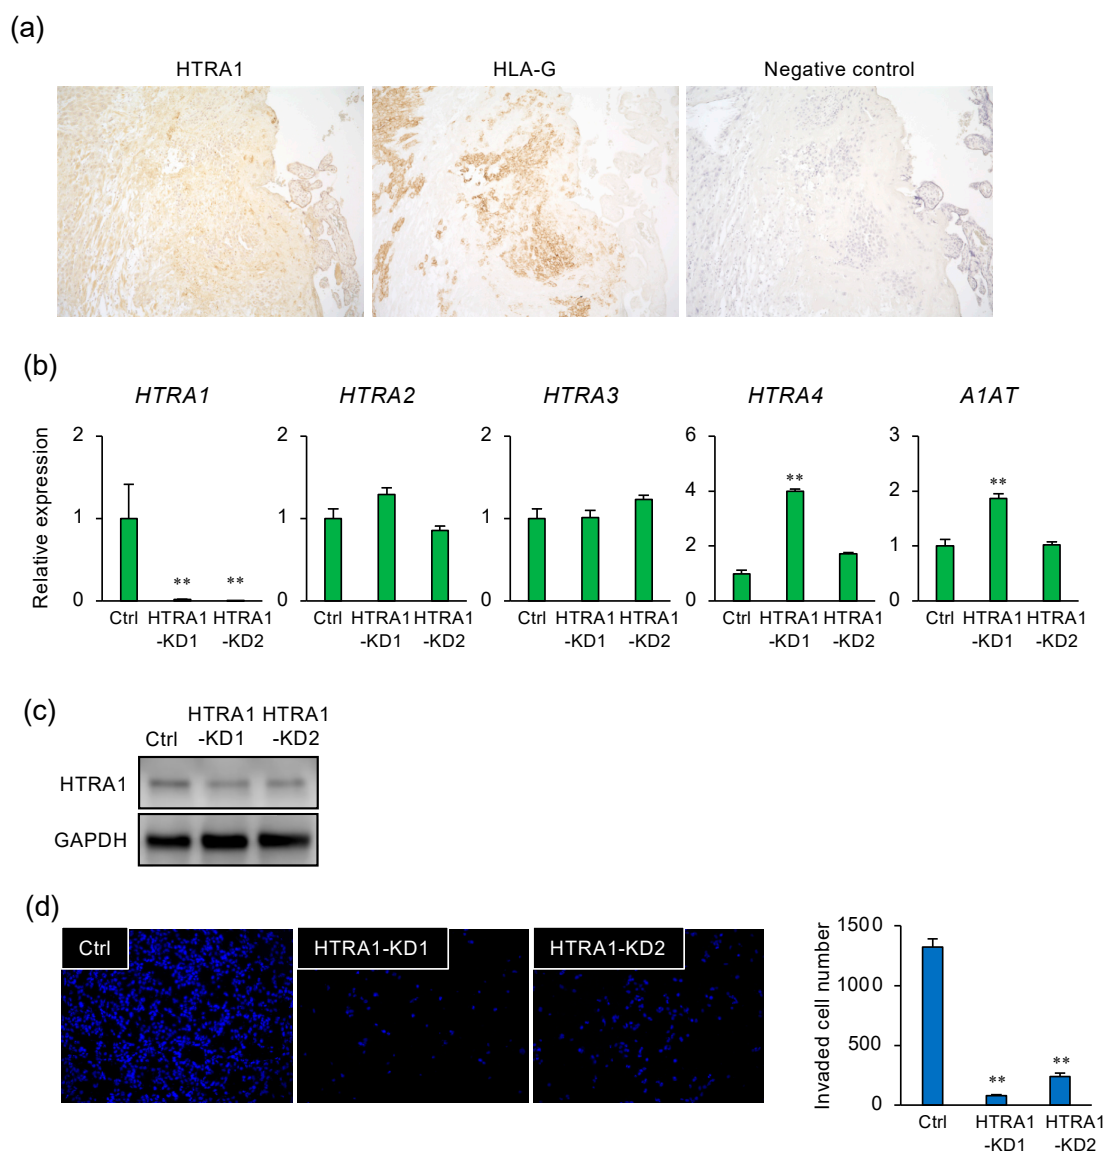 (a)
HTRA1
HLA-G
Negative control
(b)
HTRA1
HTRA2
HTRA3
HTRA4
A1AT
Relative expression
2
1
0
**
**
Ctrl
HTRA1
-KD1
HTRA1
-KD2
2
1
0
Ctrl
HTRA1
-KD1
HTRA1
-KD2
2
1
0
Ctrl
HTRA1
-KD1
HTRA1
-KD2
6
4
2
0
**
Ctrl
HTRA1
-KD1
HTRA1
-KD2
3
2
1
0
**
Ctrl
HTRA1
-KD1
HTRA1
-KD2
(c)
Ctrl
HTRA1
-KD1
HTRA1
-KD2
HTRA1
GAPDH
(d)
Ctrl
HTRA1-KD1
HTRA1-KD2
Invaded cell number
1500
1000
500
0
**
**
Ctrl
HTRA1
-KD1
HTRA1
-KD2